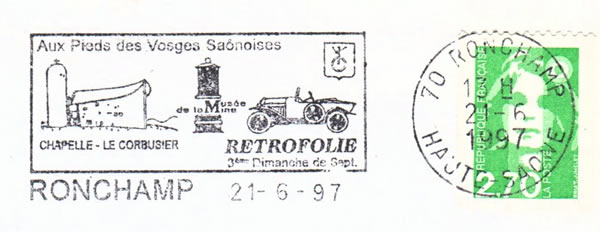 Aux Pieds des Vosges Saônoises
Musée
de la Mine
CHAPELLE - LE CORBUSIER
RETROFOLIE
3ème Dimanche de Sept.
RONCHAMP 21-6-97
70 RONCHAMP
21-6
1997
HAUTE SAONE
REPUBLIQUE FRANÇAISE
2,70
LA POSTE